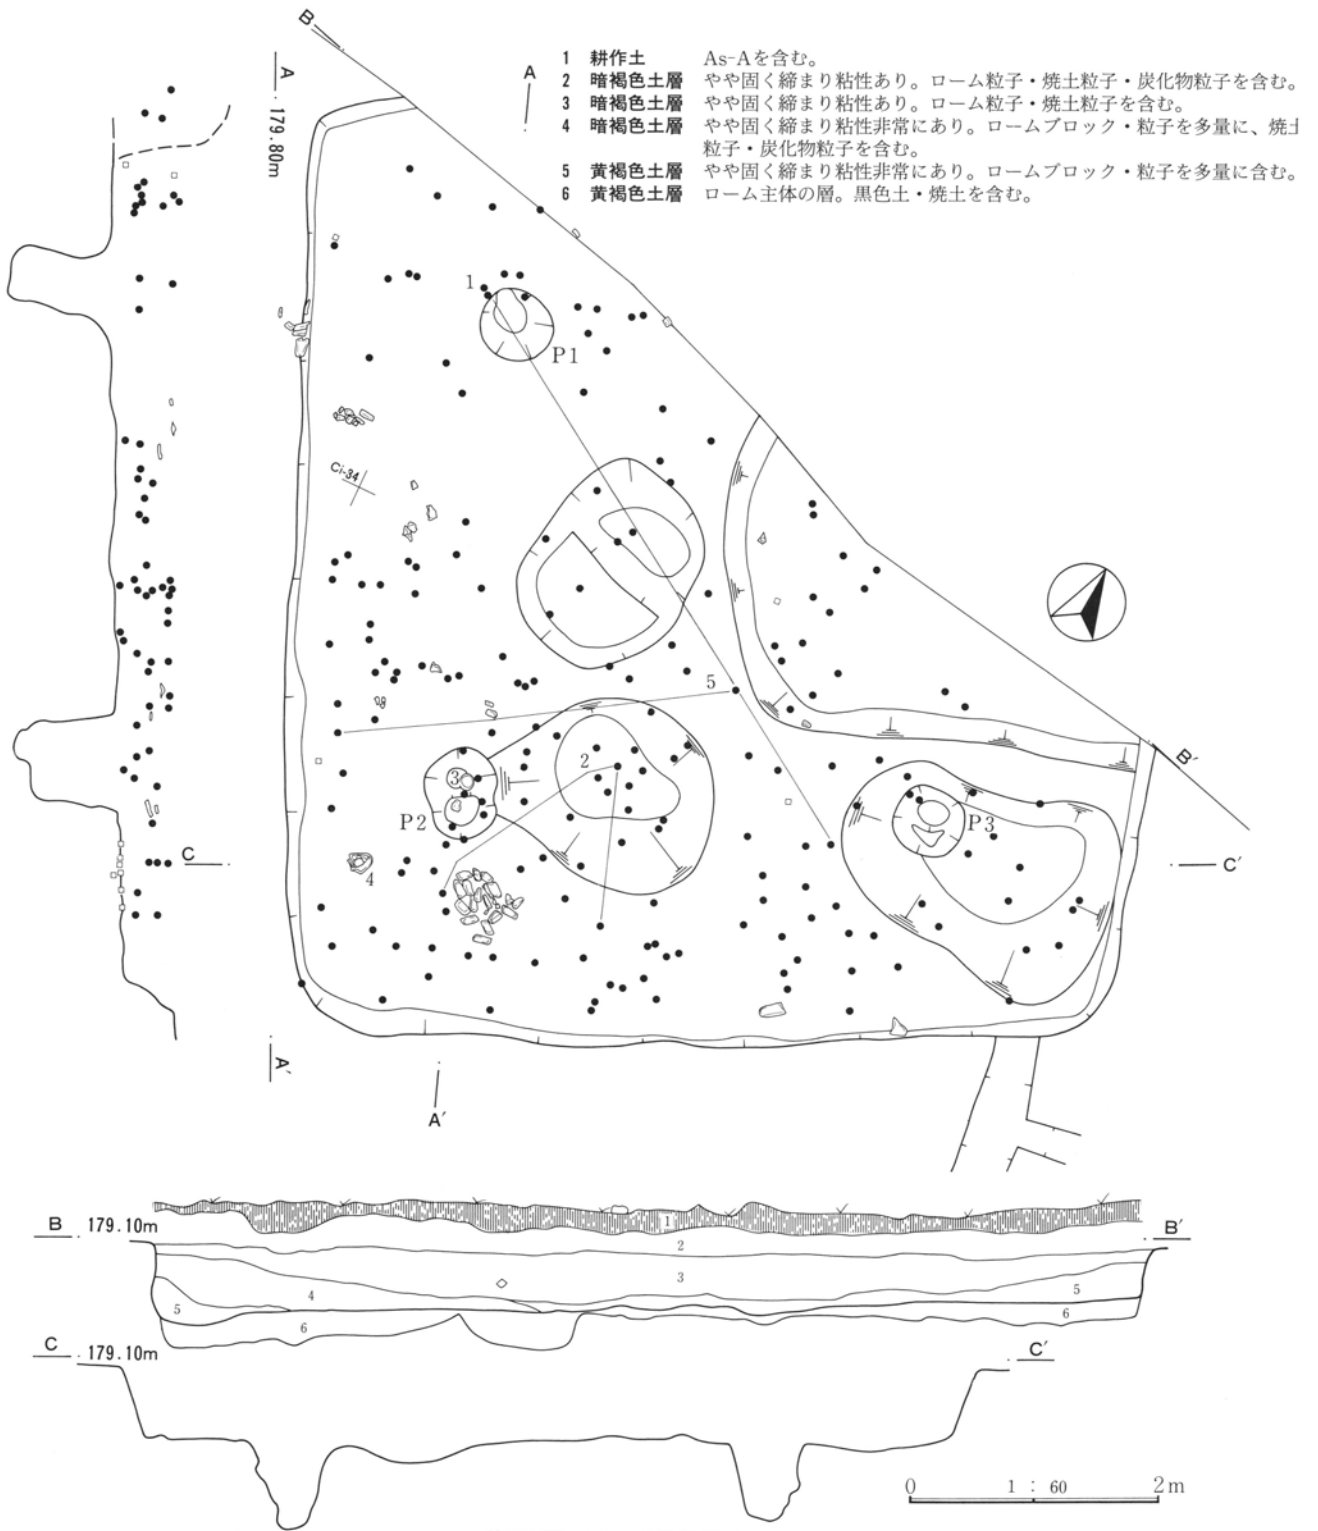 B
A
179.80m
A
1 耕作土 As-Aを含む。
2 暗褐色土層 やや固く締まり粘性あり。ローム粒子・焼土粒子・炭化物粒子を含む。
3 暗褐色土層 やや固く締まり粘性あり。ローム粒子・焼土粒子を含む。
4 暗褐色土層 やや固く締まり粘性非常にあり。ロームブロック・粒子を多量に、焼土
粒子・炭化物粒子を含む。
5 黄褐色土層 やや固く締まり粘性非常にあり。ロームブロック・粒子を多量に含む。
6 黄褐色土層 ローム主体の層。黒色土・焼土を含む。
1
P1
Ci-34
5
B′
2
3
P2
P3
C
4
C′
A′
A′
B 179.10m
1
B′
2
3
4
5
5
6
6
C 179.10m
C′
0 1 : 60 2m